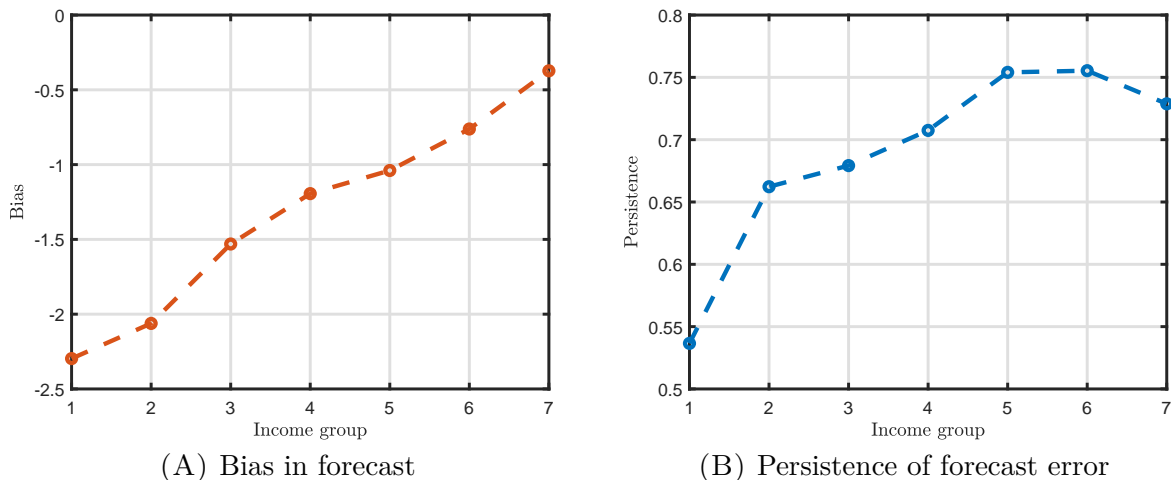 0
-0.5
-1
-1.5
-2
-2.5
Bias
1 2 3 4 5 6 7
Income group
(A) Bias in forecast
0.8
0.75
0.7
0.65
0.6
0.55
0.5
Persistence
1 2 3 4 5 6 7
Income group
(B) Persistence of forecast error